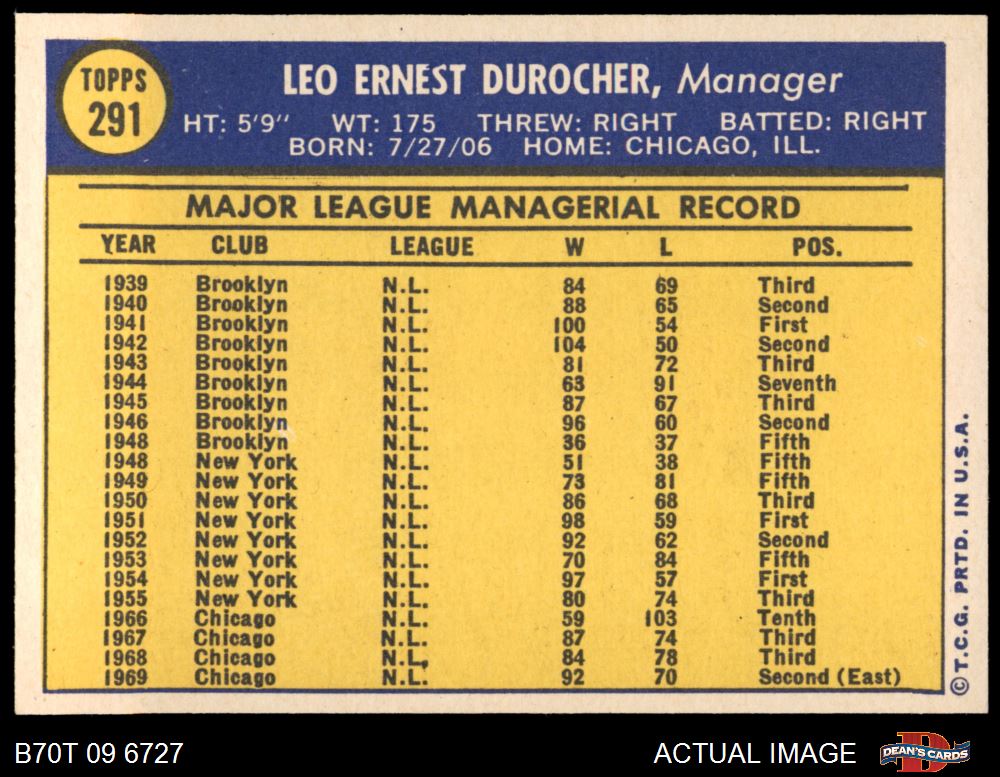 TOPPS
291
LEO ERNEST DUROCHER, Manager
HT: 5'9" WT: 175 THREW: RIGHT BATTED: RIGHT
BORN: 7/27/06 HOME: CHICAGO, ILL.
MAJOR LEAGUE MANAGERIAL RECORD
YEAR CLUB LEAGUE W L POS.
1939 Brooklyn N.L. 84 69 Third
1940 Brooklyn N.L. 88 65 Second
1941 Brooklyn N.L. 100 54 First
1942 Brooklyn N.L. 104 50 Second
1943 Brooklyn N.L. 81 72 Third
1944 Brooklyn N.L. 63 91 Seventh
1945 Brooklyn N.L. 87 67 Third
1946 Brooklyn N.L. 96 60 Second
1948 Brooklyn N.L. 36 37 Fifth
1948 New York N.L. 51 38 Fifth
1949 New York N.L. 73 81 Fifth
1950 New York N.L. 86 68 Third
1951 New York N.L. 98 59 First
1952 New York N.L. 92 62 Second
1953 New York N.L. 70 84 Fifth
1954 New York N.L. 97 57 First
1955 New York N.L. 80 74 Third
1966 Chicago N.L. 59 103 Tenth
1967 Chicago N.L. 87 74 Third
1968 Chicago N.L. 84 78 Third
1969 Chicago N.L. 92 70 Second (East)
©T.C.G. PRTD. IN U.S.A.
B70T 09 6727 ACTUAL IMAGE
DEAN'S CARDS